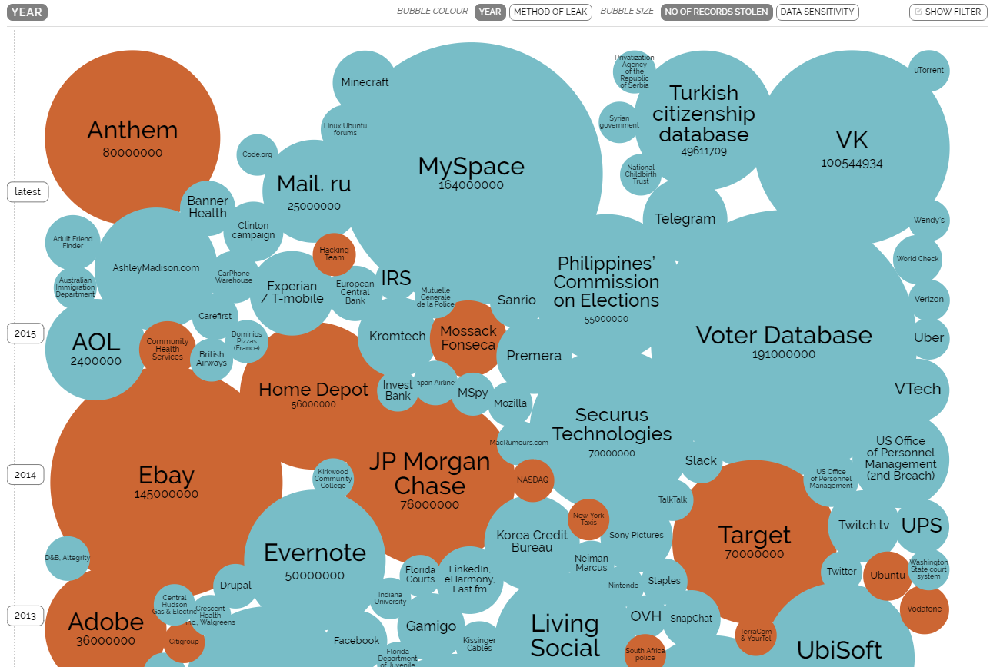 YEAR
BUBBLE COLOUR YEAR METHOD OF LEAK BUBBLE SIZE NO OF RECORDS STOLEN DATA SENSITIVITY SHOW FILTER
latest
2015
2014
2013
Anthem
80000000
Minecraft
Linux Ubuntu
forums
Code.org
Mail. ru
25000000
MySpace
164000000
Privatization
Agency
of the
Republic
of Serbia
Syrian
government
National
Childbirth
Trust
Turkish
citizenship
database
49611709
VK
100544934
uTorrent
Banner
Health
Clinton
campaign
Telegram
Wendy's
Adult Friend
Finder
AshleyMadison.com
Hacking
Team
World Check
Australian
Immigration
Department
CarPhone
Warehouse
Experian
/ T-mobile
European
Central
Bank
IRS
Mutuelle
Generale
de la Police
Sanrio
Philippines’
Commission
on Elections
55000000
Verizon
AOL
2400000
Community
Health
Services
Carefirst
British
Airways
Dominios
Pizzas
(France)
Kromtech
Mossack
Fonseca
Premera
Voter Database
191000000
Uber
Home Depot
56000000
Invest
Bank
apan Airline
MSpy
Mozilla
VTech
Securus
Technologies
70000000
MacRumours.com
Ebay
145000000
Kirkwood
Community
College
JP Morgan
Chase
76000000
NASDAQ
Slack
US Office
of Personnel
Management
US Office
of Personnel
Management
(2nd Breach)
TalkTalk
New York
Taxis
Korea Credit
Bureau
Sony Pictures
Target
70000000
Twitch.tv
UPS
D&B, Altegrity
Evernote
50000000
Florida
Courts
LinkedIn,
eHarmony,
Last.fm
Neiman
Marcus
Nintendo
Staples
Twitter
Ubuntu
Washington
State court
system
Drupal
Indiana
University
Central
Hudson
Gas & Electric
Crescent
Health
Inc., Walgreens
Vodafone
Adobe
36000000
Citigroup
Facebook
Gamigo
Kissinger
Cables
Florida
Department
of Juvenile
Living
Social
OVH
SnapChat
South Africa
police
TerraCom
& YourTel
UbiSoft